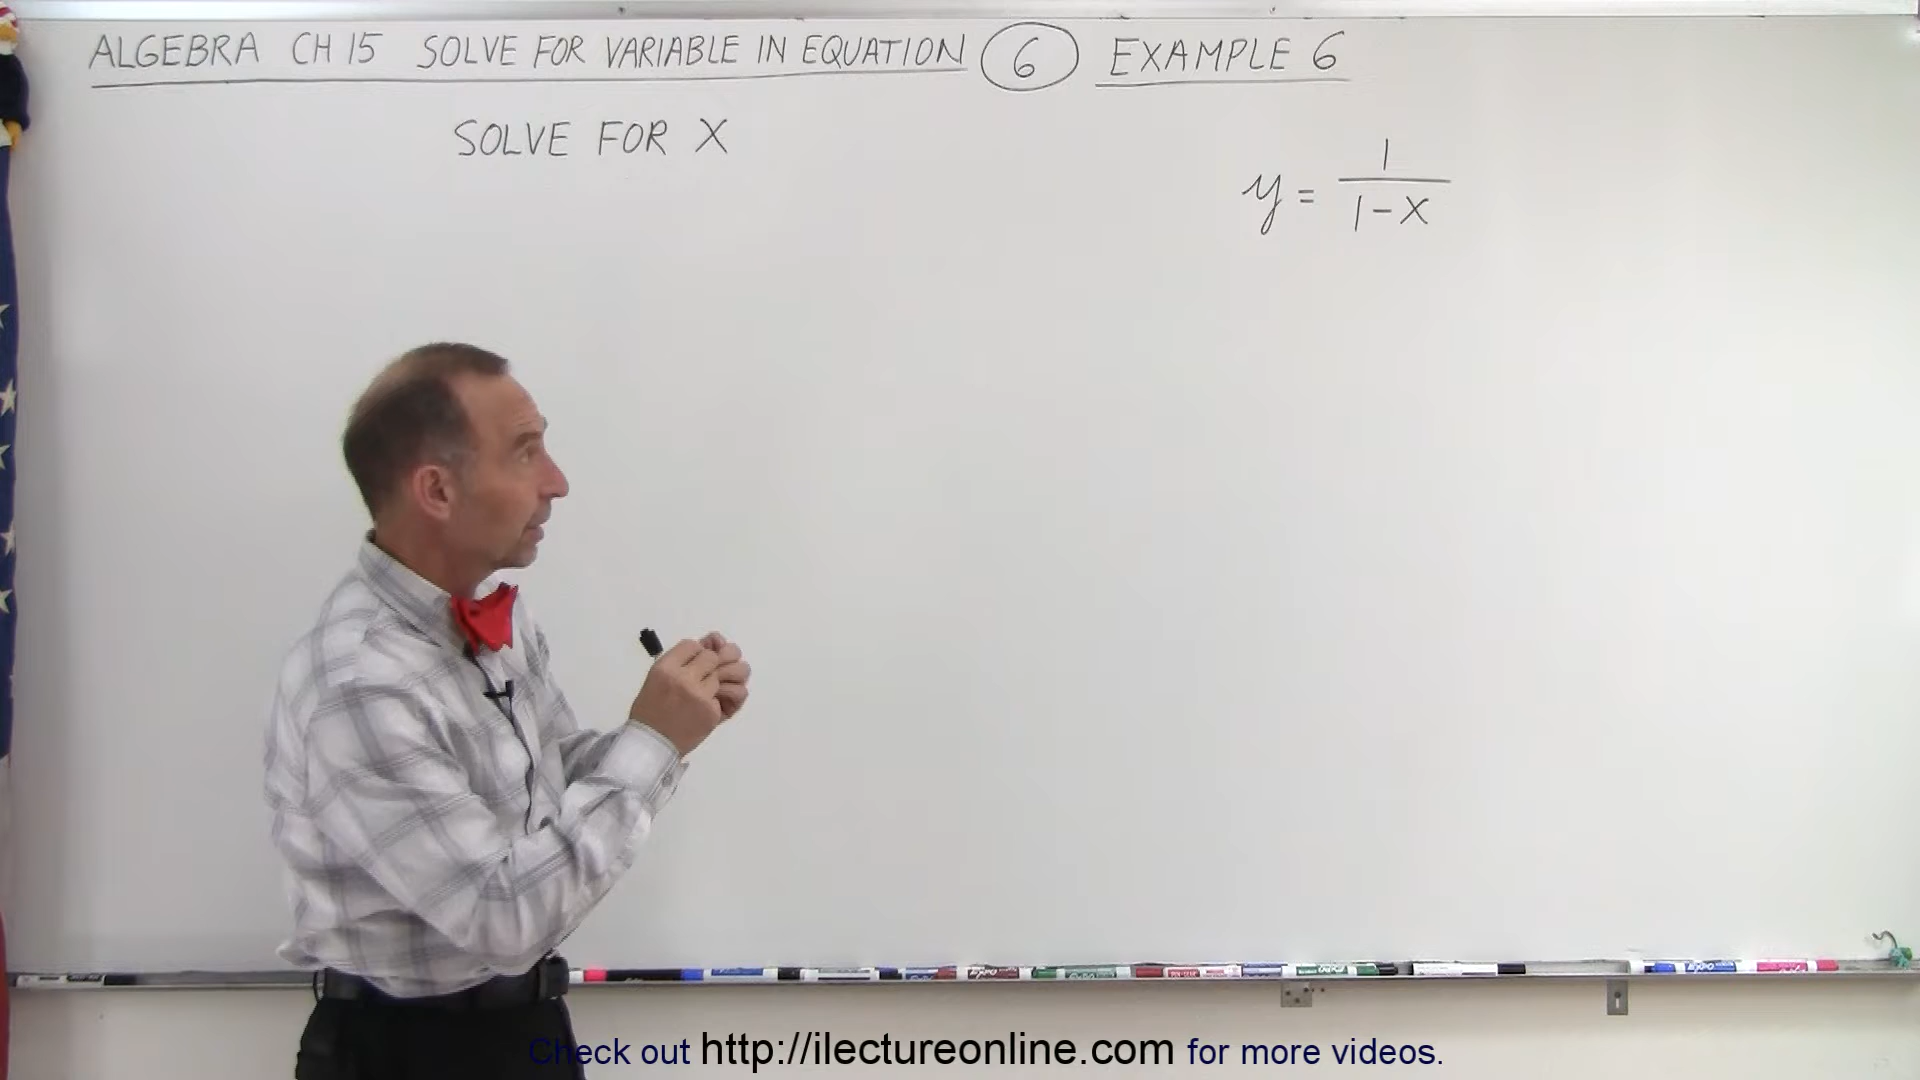 ALGEBRA CH 15 SOLVE FOR VARIABLE IN EQUATION 6 EXAMPLE 6
SOLVE FOR X
y = 1 / (1 - X)
Check out http://ilectureonline.com for more videos.